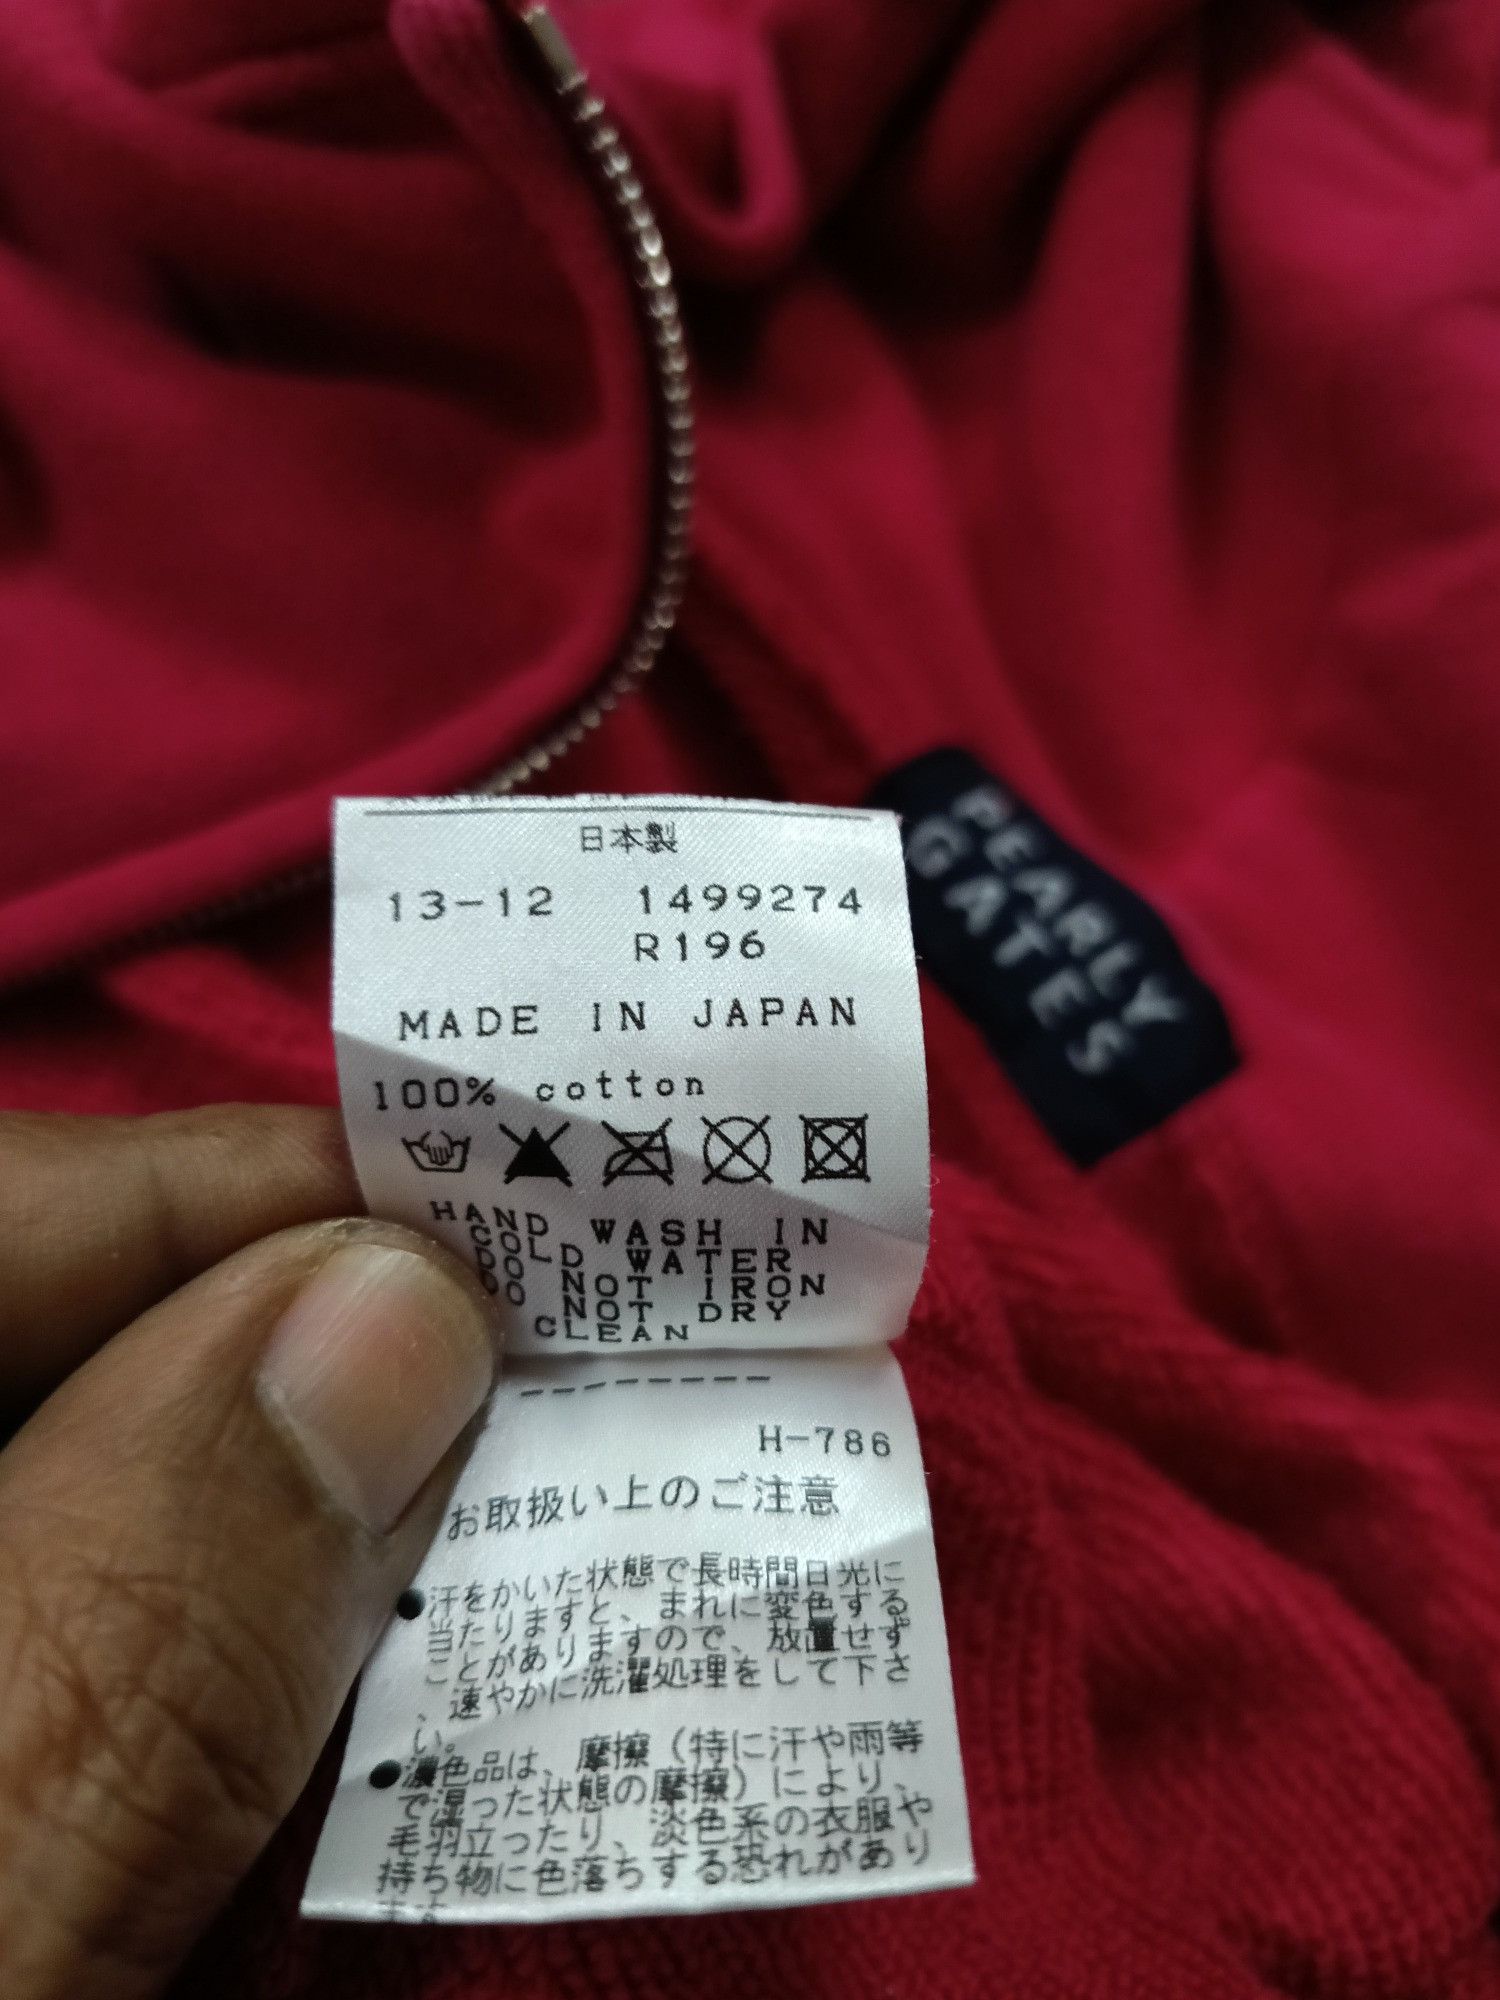 日本製
13-12 1499274
R196
MADE IN JAPAN
100% cotton
HAND WASH IN
COLD WATER
DO NOT IRON
DO NOT DRY
CLEAN
PEARLY
GATES
H-786
お取扱い上のご注意
●汗をかいた状態で長時間日光に
当たりますと、まれに変色する
ことがありますので、放置せず
速やかに洗濯処理をして下さ
い。
●濃色品は、摩擦(特に汗や雨等
で湿った状態の摩擦)により、
毛羽立ったり、淡色系の衣服や
持ち物に色落ちする恐れがあり